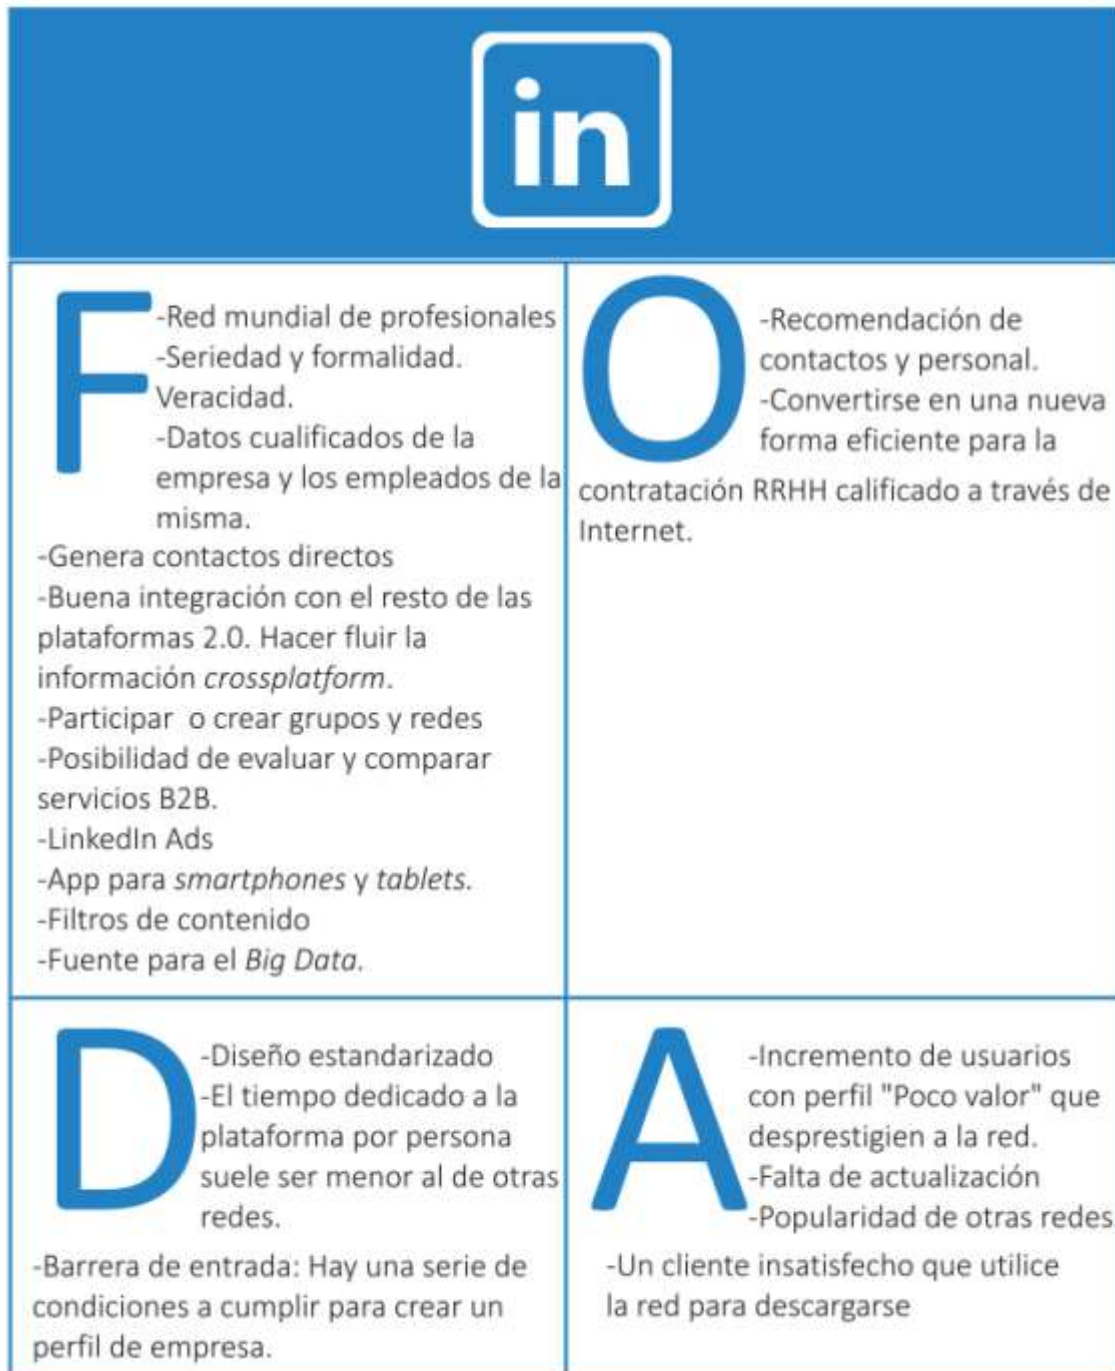 in
F
-Red mundial de profesionales
-Seriedad y formalidad.
Veracidad.
-Datos cualificados de la
empresa y los empleados de la
misma.
-Genera contactos directos
-Buena integración con el resto de las
plataformas 2.0. Hacer fluir la
información crossplatform.
-Participar  o crear grupos y redes
-Posibilidad de evaluar y comparar
servicios B2B.
-LinkedIn Ads
-App para smartphones y tablets.
-Filtros de contenido
-Fuente para el Big Data.
O
-Recomendación de
contactos y personal.
-Convertirse en una nueva
forma eficiente para la
contratación RRHH calificado a través de
Internet.
D
-Diseño estandarizado
-El tiempo dedicado a la
plataforma por persona
suele ser menor al de otras
redes.
-Barrera de entrada: Hay una serie de
condiciones a cumplir para crear un
perfil de empresa.
A
-Incremento de usuarios
con perfil "Poco valor" que
desprestigien a la red.
-Falta de actualización
-Popularidad de otras redes
-Un cliente insatisfecho que utilice
la red para descargarse